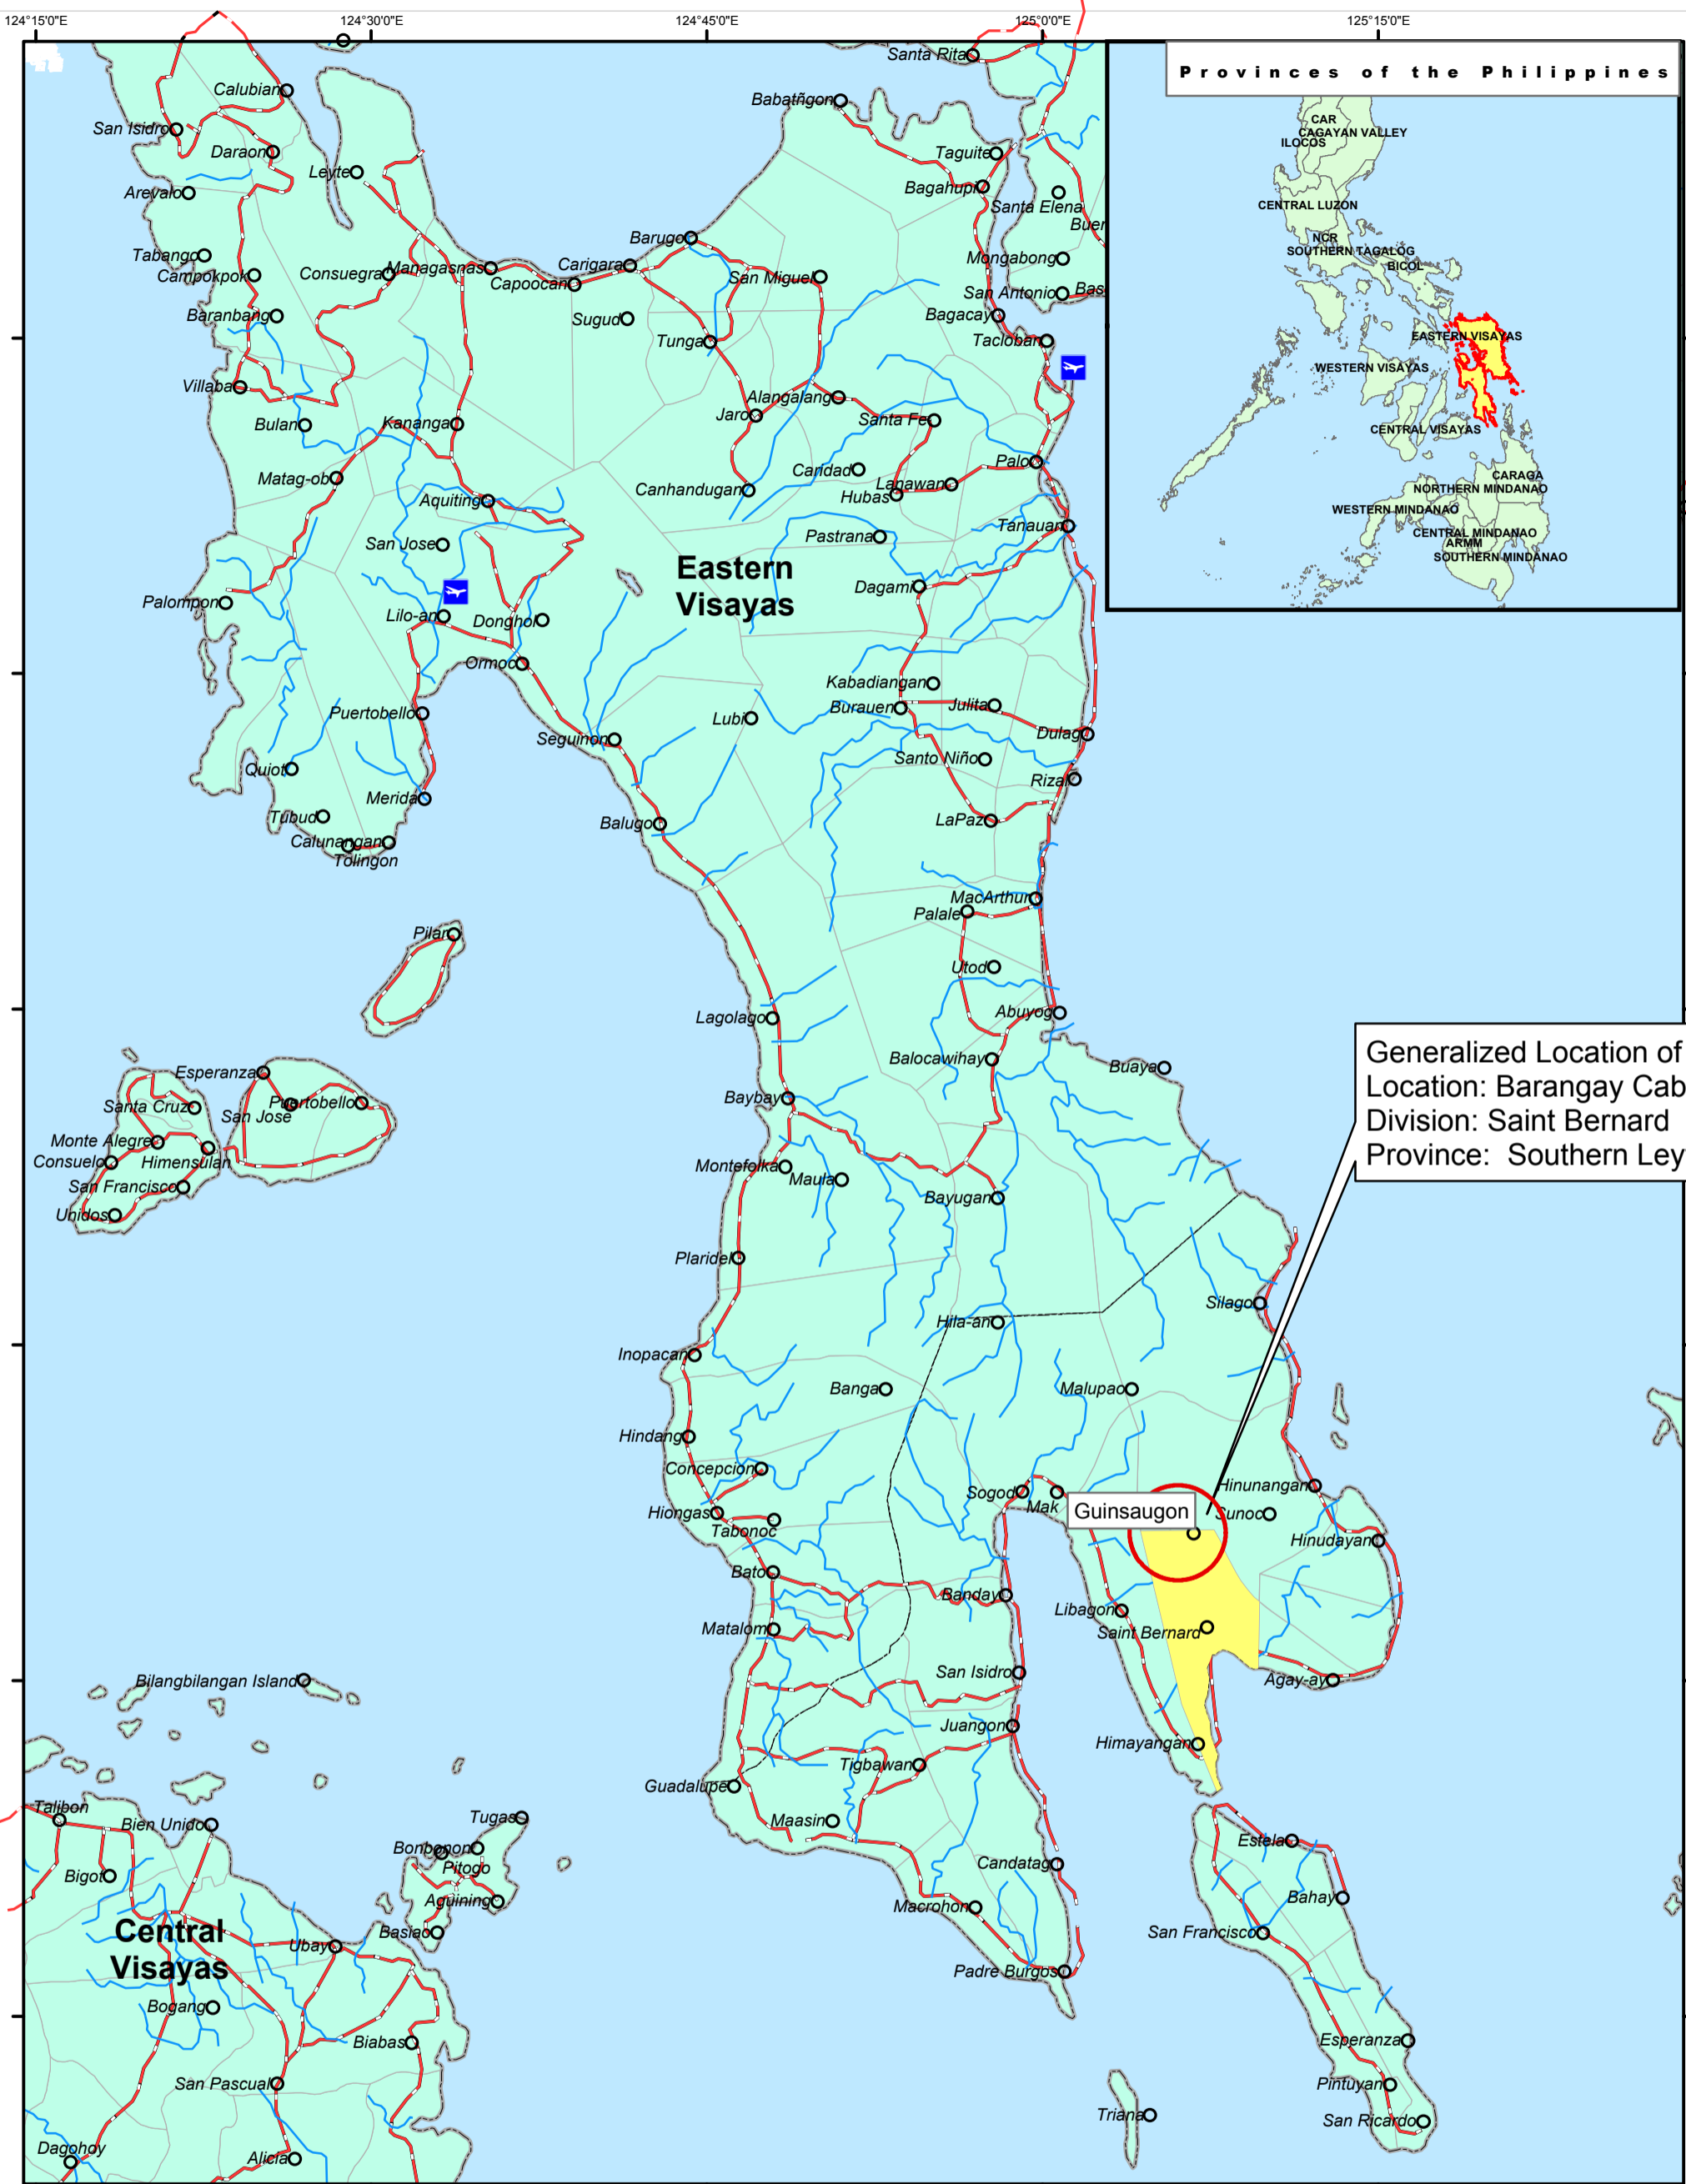 124°15'0"E
124°30'0"E
124°45'0"E
125°0'0"E
125°15'0"E
Provinces of the Philippines
CAR
CAGAYAN VALLEY
ILOCOS
CENTRAL LUZON
NCR
SOUTHERN TAGALOG
BICOL
EASTERN VISAYAS
WESTERN VISAYAS
CENTRAL VISAYAS
CARAGA
NORTHERN MINDANAO
WESTERN MINDANAO
CENTRAL MINDANAO
ARMM
SOUTHERN MINDANAO
Santa Rita
Calubian
Babatñgon
San Isidro
Daraon
Taguite
Leyte
Bagahupi
Arevalo
Santa Elena
Buen
Barugo
Tabango
Mongabong
Carigara
Managasnas
Consuegra
Campokpok
San Miguel
Capoocan
San Antonio
Bas
Baranbang
Sugud
Bagacay
Tunga
Tacloban
Villaba
Alangalang
Jaro
Santa Fe
Bulan
Kananga
Palo
Caridad
Matag-ob
Lanawan
Canhandugan
Hubas
Aquiting
Tanauan
Pastrana
San Jose
Eastern
Visayas
Dagami
Palompon
Lilo-an
Donghol
Ormoc
Kabadiangan
Burauen
Julita
Puertobello
Lubi
Dulag
Seguinon
Santo Niño
Quiot
Rizal
Merida
Tubud
LaPaz
Balugo
Calunangan
Tolingon
MacArthur
Palale
Pilar
Utod
Abuyog
Lagolago
Generalized Location of
Location: Barangay Cab
Division: Saint Bernard
Province: Southern Ley
Balocawihay
Buaya
Esperanza
Baybay
Santa Cruz
Puertobello
San Jose
Monte Alegre
Consuelo
Himensulan
Montefolka
Maula
San Francisco
Bayugan
Unidos
Plaridel
Silago
Hila-an
Inopacan
Banga
Malupao
Hindang
Concepcion
Hinunangan
Sogod
Mak
Guinsaugon
Hiongas
Sunoc
Tabonoc
Hinudayan
Bato
Banday
Libagon
Matalom
Saint Bernard
San Isidro
Agay-ay
Bilangbilangan Island
Juangon
Himayangan
Tigbawan
Guadalupe
Talibon
Bien Unido
Tugas
Maasin
Estela
Bonbonon
Pitogo
Candatag
Bigot
Bahay
Aguining
Macrohon
Central
Visayas
Basiao
San Francisco
Ubay
Padre Burgos
Bogang
Biabas
Esperanza
San Pascual
Pintuyan
Triana
San Ricardo
Dagohoy
Alicia